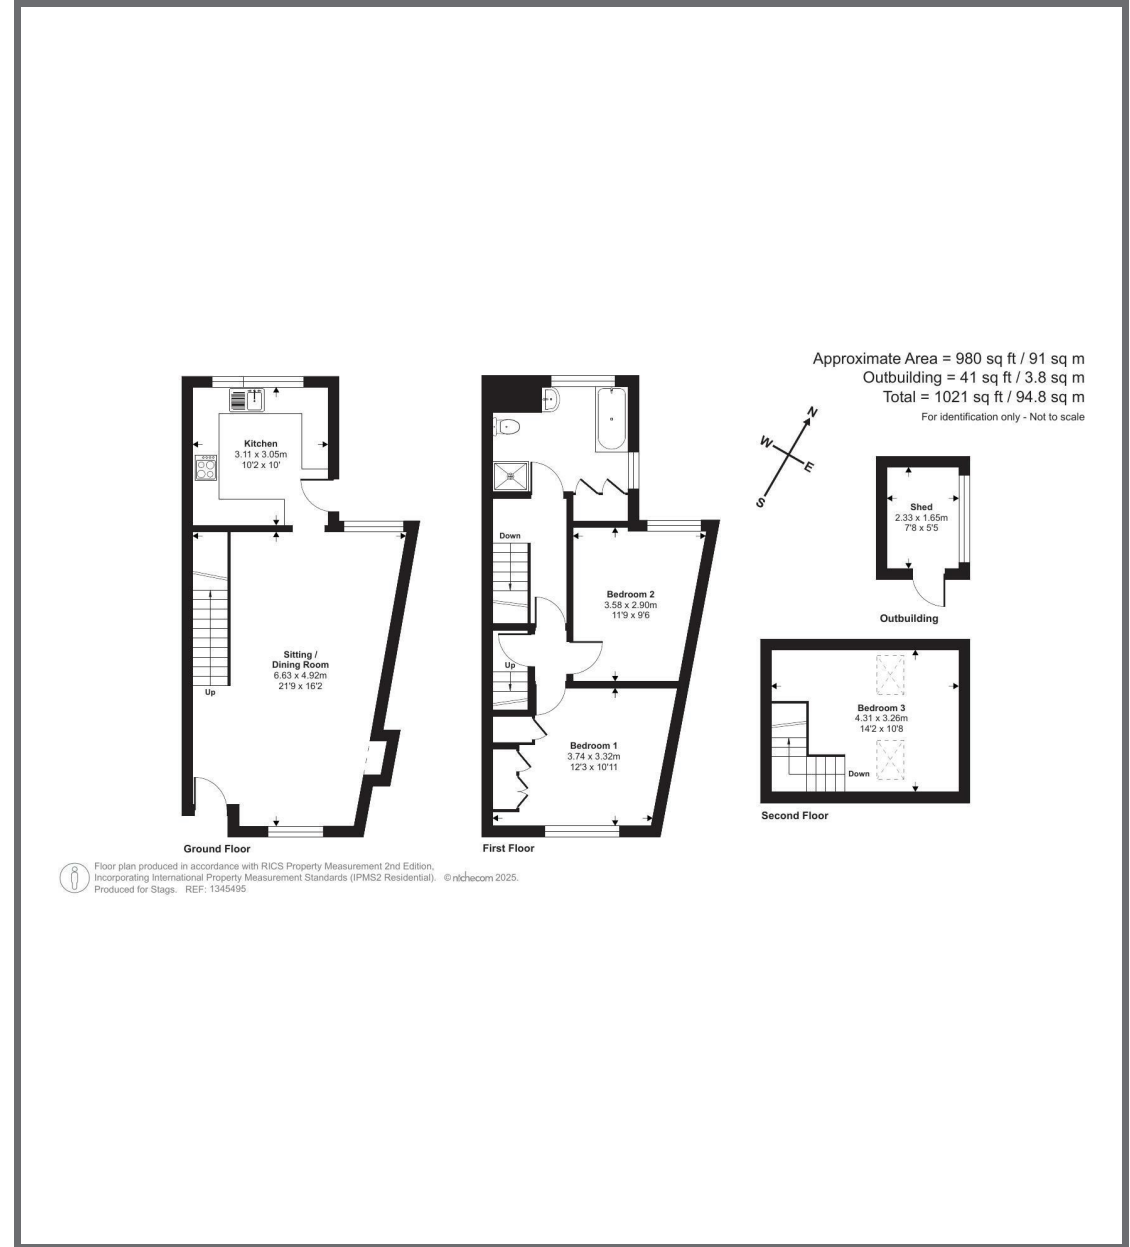 Approximate Area = 980 sq ft / 91 sq m
Outbuilding = 41 sq ft / 3.8 sq m
Total = 1021 sq ft / 94.8 sq m
For identification only - Not to scale
N
W
E
S
Kitchen
3.11 x 3.05m
10'2 x 10'
Sitting /
Dining Room
6.63 x 4.92m
21'9 x 16'2
Up
Ground Floor
Down
Up
Bedroom 2
3.58 x 2.90m
11'9 x 9'6
Bedroom 1
3.74 x 3.32m
12'3 x 10'11
First Floor
Shed
2.33 x 1.65m
7'8 x 5'5
Outbuilding
Bedroom 3
4.31 x 3.26m
14'2 x 10'8
Down
Second Floor
Floor plan produced in accordance with RICS Property Measurement 2nd Edition,
Incorporating International Property Measurement Standards (IPMS2 Residential). © nichecom 2025.
Produced for Stags. REF: 1345495